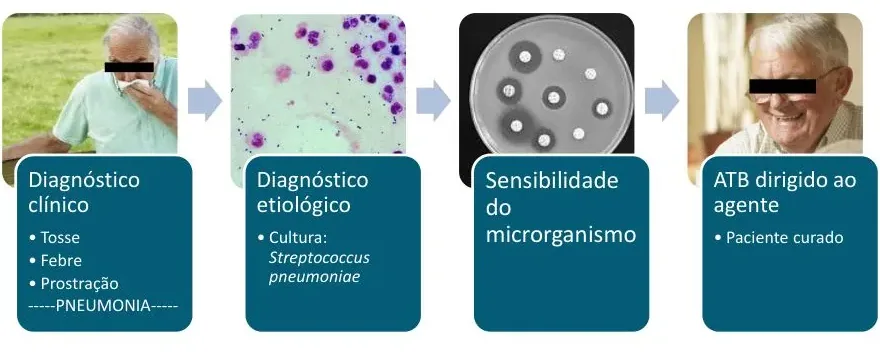 Diagnóstico
clínico
• Tosse
• Febre
• Prostração
-----PNEUMONIA-----
Diagnóstico
etiológico
• Cultura:
Streptococcus
pneumoniae
Sensibilidade
do
microrganismo
ATB dirigido ao
agente
• Paciente curado